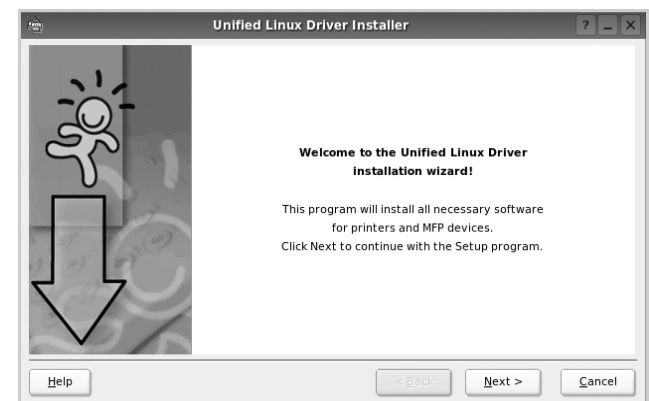 Unified Linux Driver Installer
?
Welcome to the Unified Linux Driver
installation wizard!
This program will install all necessary software
for printers and MFP devices.
Click Next to continue with the Setup program.
Help
< Back
Next >
Cancel